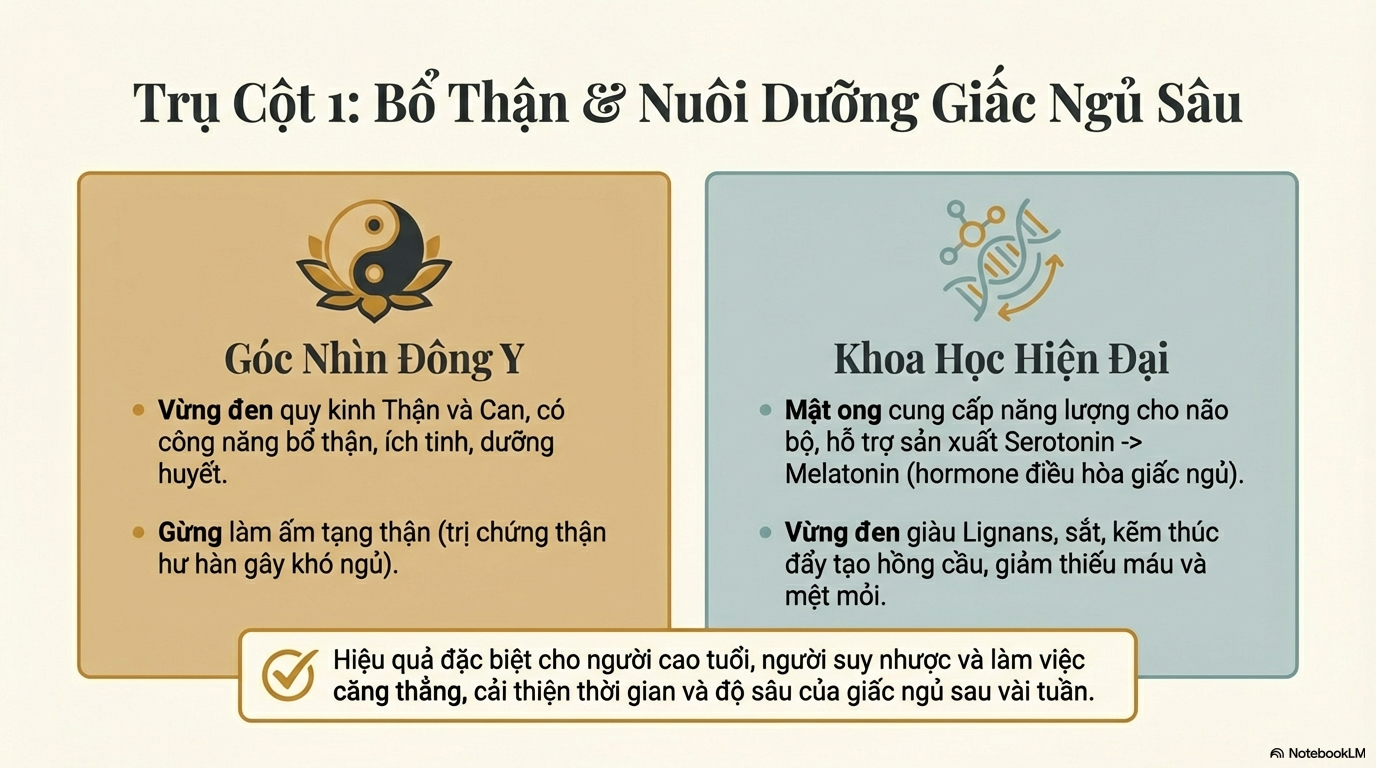 Trụ Cột 1: Bổ Thận & Nuôi Dưỡng Giấc Ngủ Sâu
Góc Nhìn Đông Y
• Vừng đen quy kinh Thận và Can, có
công năng bổ thận, ích tinh, dưỡng
huyết.
• Gừng làm ấm tạng thận (trị chứng thận
hư hàn gây khó ngủ).
Khoa Học Hiện Đại
• Mật ong cung cấp năng lượng cho não
bộ, hỗ trợ sản xuất Serotonin ->
Melatonin (hormone điều hòa giấc ngủ).
• Vừng đen giàu Lignans, sắt, kẽm thúc
đẩy tạo hồng cầu, giảm thiếu máu và
mệt mỏi.
Hiệu quả đặc biệt cho người cao tuổi, người suy nhược và làm việc
căng thẳng, cải thiện thời gian và độ sâu của giấc ngủ sau vài tuần.
NotebookLM